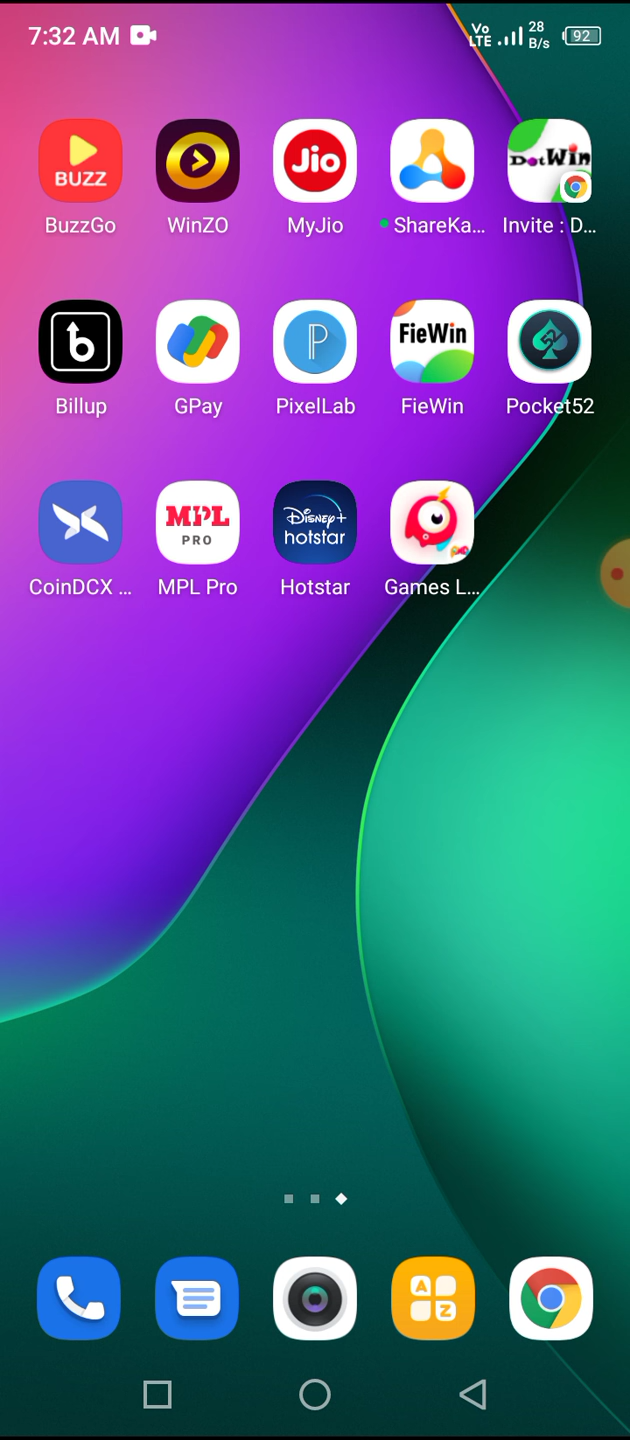 7:32 AM Vo LTE 28 B/s 92
BUZZ Jio DotWin
BuzzGo WinZO MyJio ShareKa... Invite : D...
b P FieWin
Billup GPay PixelLab FieWin Pocket52
MPL PRO Disney+ hotstar
CoinDCX ... MPL Pro Hotstar Games L...
A Z